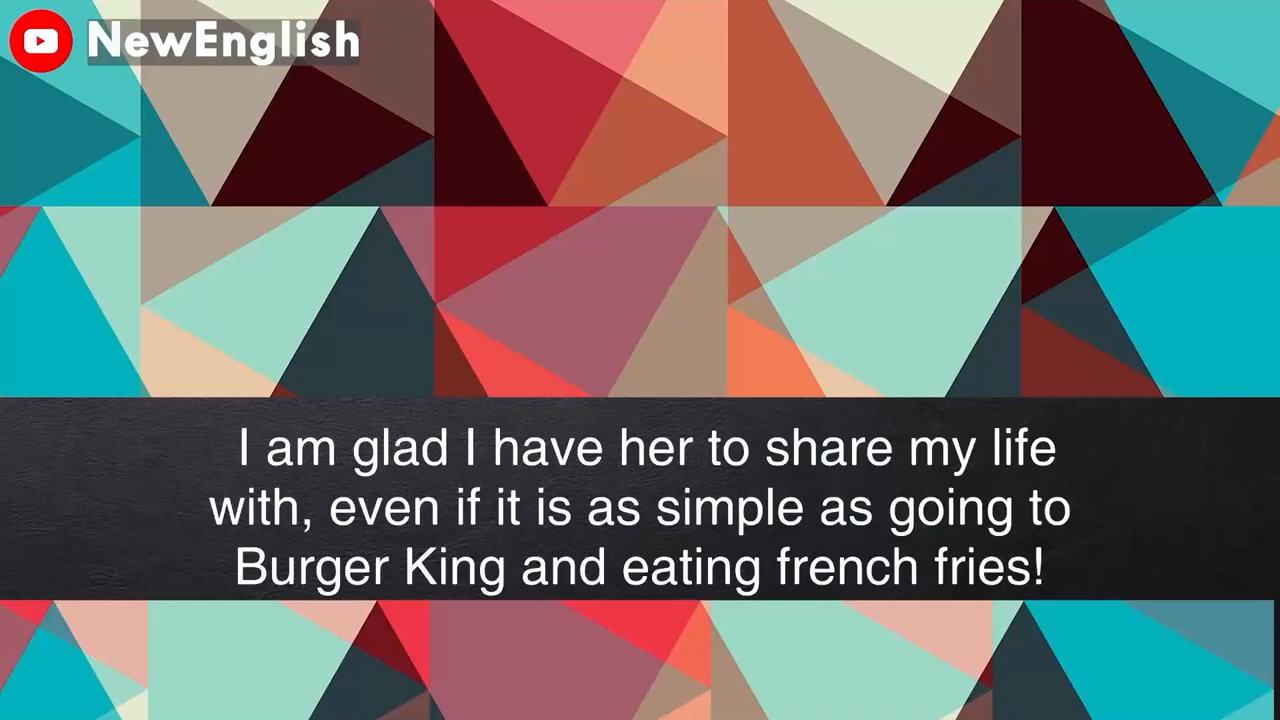 NewEnglish
I am glad I have her to share my life
with, even if it is as simple as going to
Burger King and eating french fries!